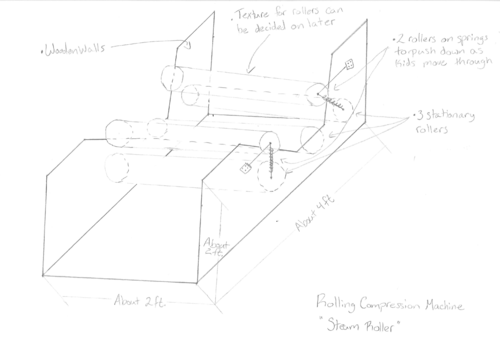 • Texture for rollers can
be decided on later
• Wooden Walls
• 2 rollers on springs
to push down as
kids move through
• 3 stationary
rollers
About
2ft
About 4ft
About 2ft
Rolling Compression Machine
"Steam Roller"